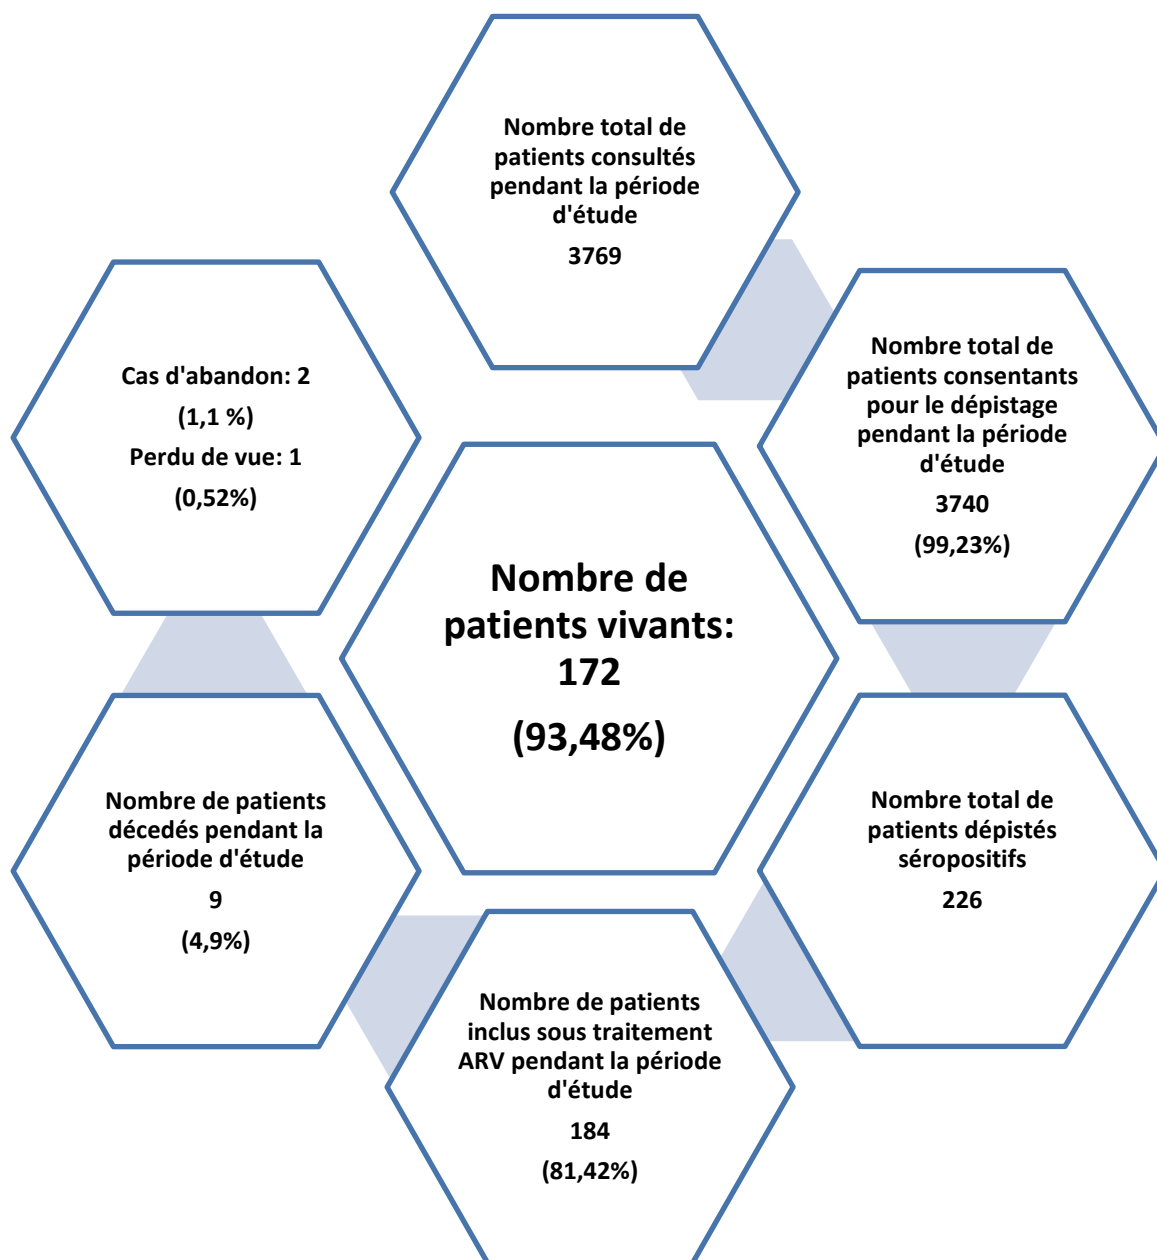 Nombre total de
patients consultés
pendant la période
d'étude
3769
Nombre total de
patients consentants
pour le dépistage
pendant la période
d'étude
3740
(99,23%)
Nombre total de
patients dépistés
séropositifs
226
Nombre de patients
inclus sous traitement
ARV pendant la période
d'étude
184
(81,42%)
Nombre de patients
décedés pendant la
période d'étude
9
(4,9%)
Cas d'abandon: 2
(1,1 %)
Perdu de vue: 1
(0,52%)
Nombre de
patients vivants:
172
(93,48%)